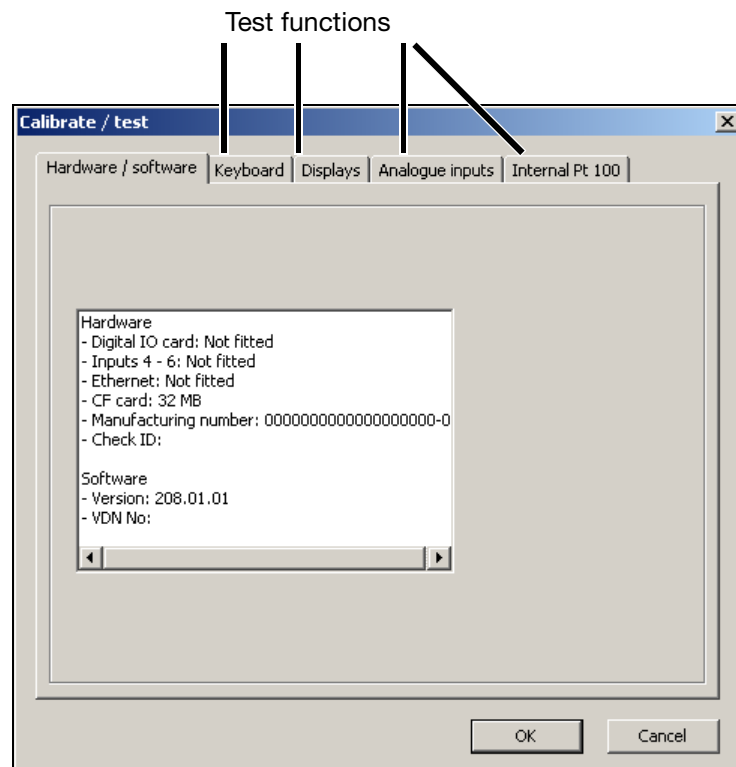 Test functions
Calibrate / test
Hardware / software
Keyboard
Displays
Analogue inputs
Internal Pt 100
Hardware
- Digital IO card: Not fitted
- Inputs 4 - 6: Not fitted
- Ethernet: Not fitted
- CF card: 32 MB
- Manufacturing number: 0000000000000000000-0
- Check ID:
Software
- Version: 208.01.01
- VDN No:
OK
Cancel